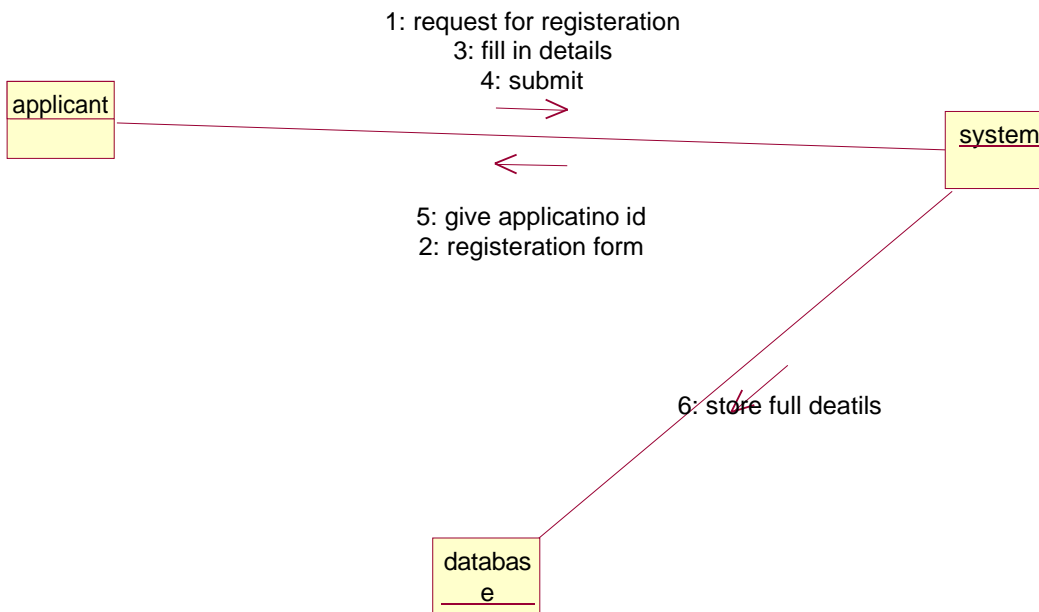 1: request for registeration
3: fill in details
4: submit
applicant
system
5: give applicatino id
2: registeration form
6: store full deatils
databas
e